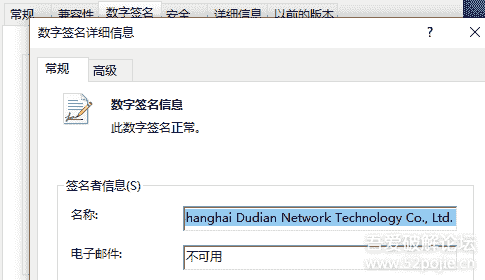 常规 兼容性 数字签名 安全 详细信息 以前的版本
数字签名详细信息 ? ×
常规 高级
数字签名信息
此数字签名正常。
签名者信息(S)
名称: hanghai Dudian Network Technology Co., Ltd.
电子邮件: 不可用
吾爱破解论坛
www.52pojie.cn